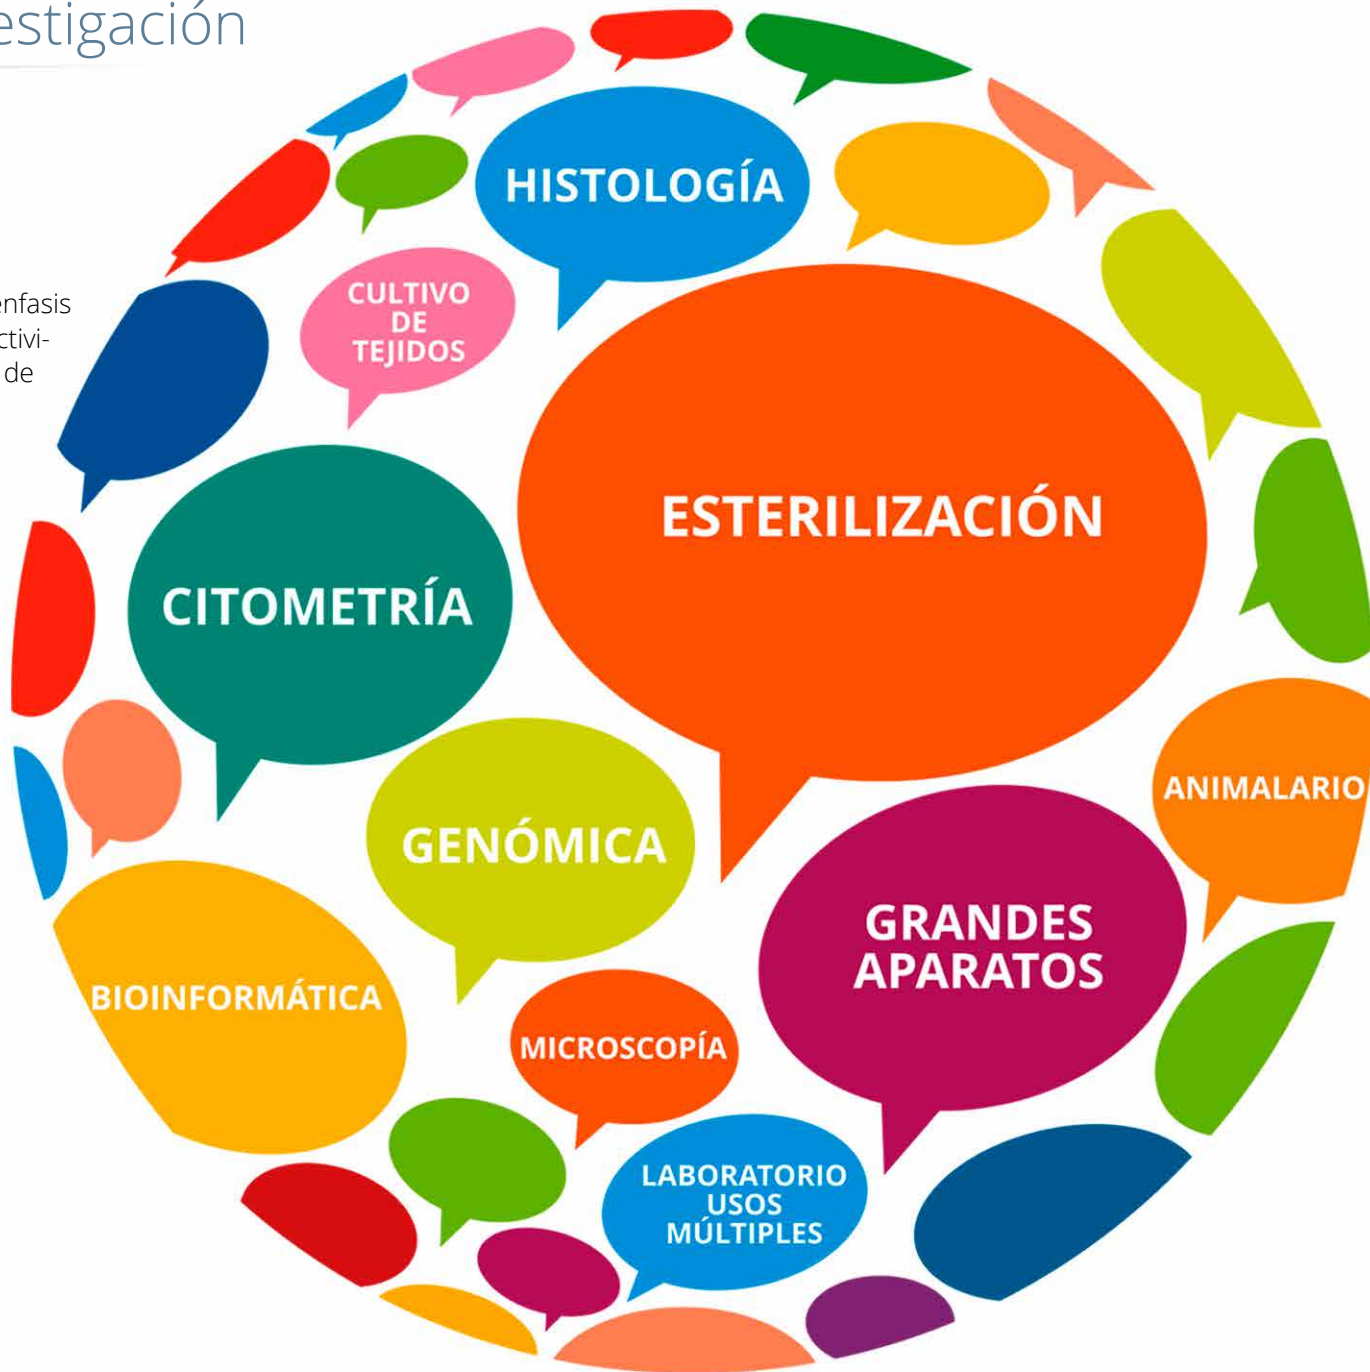 estigación
énfasis
ctivi-
de
HISTOLOGÍA
CULTIVO
DE
TEJIDOS
ESTERILIZACIÓN
CITOMETRÍA
ANIMALARIO
GENÓMICA
GRANDES
APARATOS
BIOINFORMÁTICA
MICROSCOPÍA
LABORATORIO
USOS
MÚLTIPLES